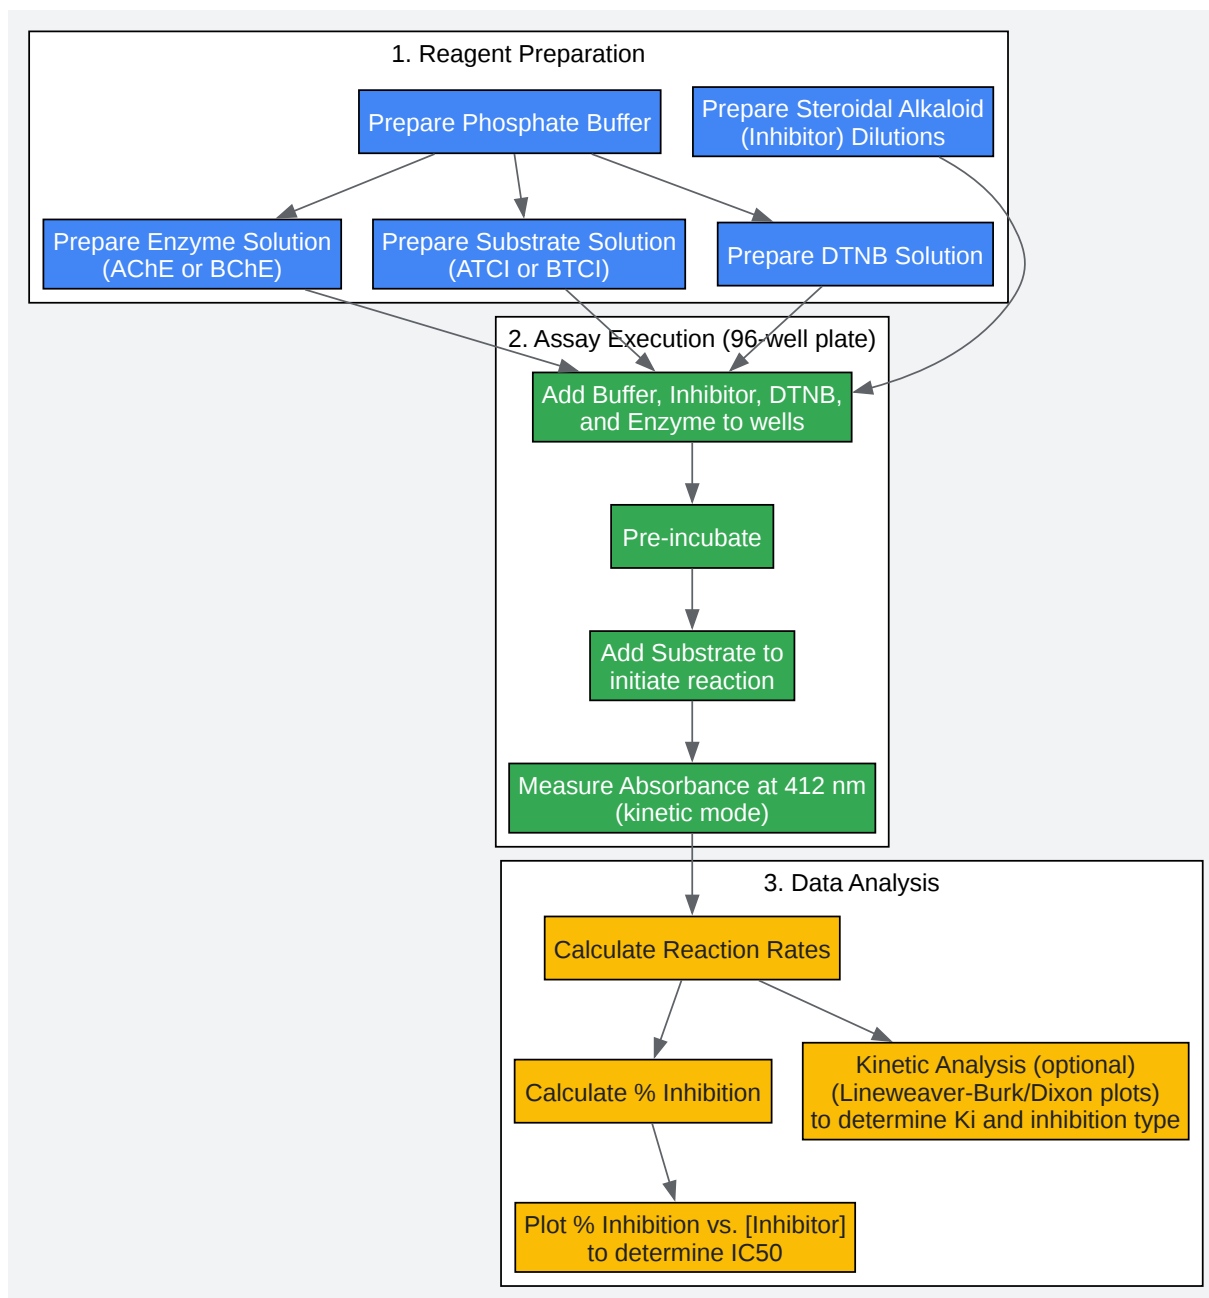 1. Reagent Preparation
Prepare Phosphate Buffer
Prepare Steroidal Alkaloid
(Inhibitor) Dilutions
Prepare Enzyme Solution
(AChE or BChE)
Prepare Substrate Solution
(ATCI or BTCI)
Prepare DTNB Solution
2. Assay Execution (96-well plate)
Add Buffer, Inhibitor, DTNB,
and Enzyme to wells
Pre-incubate
Add Substrate to
initiate reaction
Measure Absorbance at 412 nm
(kinetic mode)
3. Data Analysis
Calculate Reaction Rates
Calculate % Inhibition
Kinetic Analysis (optional)
(Lineweaver-Burk/Dixon plots)
to determine Ki and inhibition type
Plot % Inhibition vs. [Inhibitor]
to determine IC50